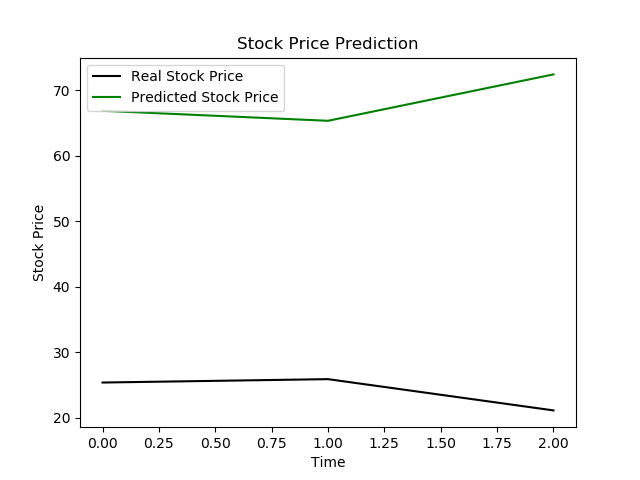 Stock Price Prediction
Real Stock Price
Predicted Stock Price
70
60
50
40
30
20
Stock Price
0.00 0.25 0.50 0.75 1.00 1.25 1.50 1.75 2.00
Time